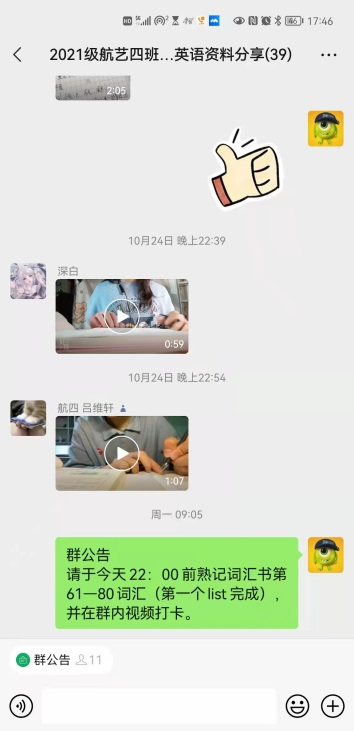 17:46
2021级航艺四班...英语资料分享(39)
2:05
10月24日 晚上22:39
深白
0:59
10月24日 晚上22:54
航四 吕维轩
1:07
周一 09:05
群公告
请于今天 22：00 前熟记词汇书第
61—80 词汇（第一个 list 完成），
并在群内视频打卡。
群公告 11